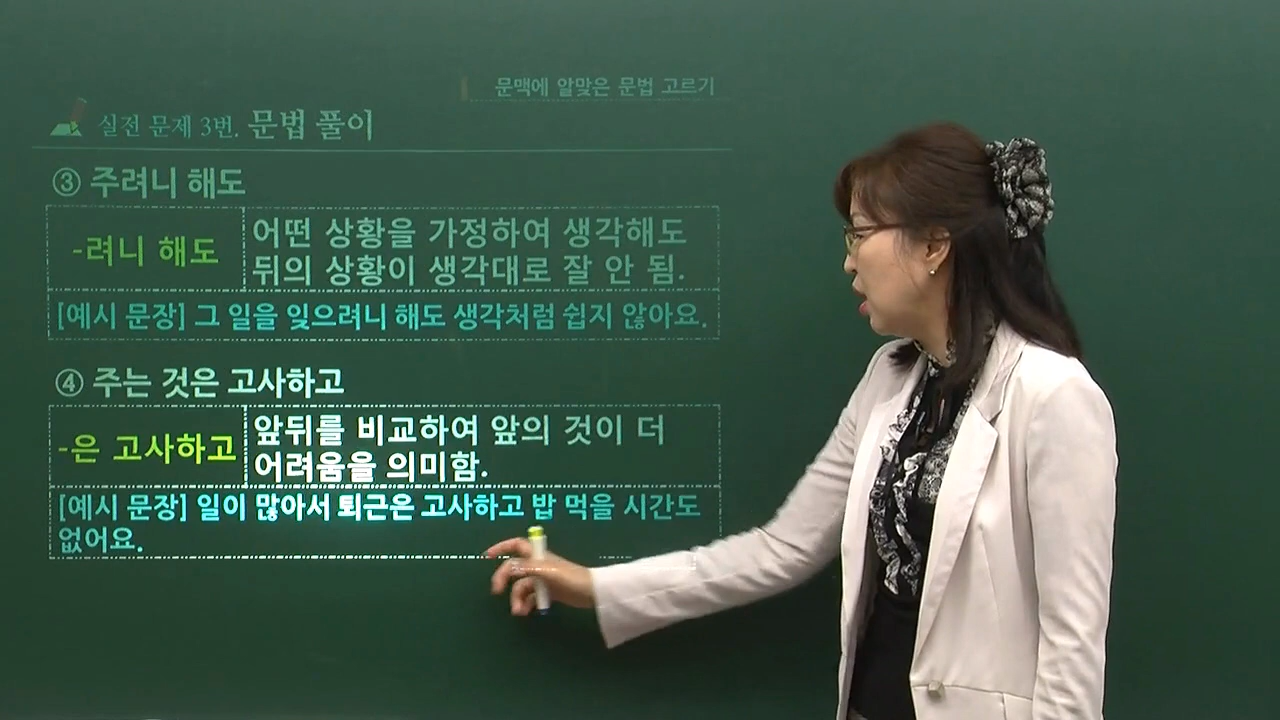 문맥에 알맞은 문법 고르기
실전 문제 3번. 문법 풀이
③ 주려니 해도
-려니 해도
어떤 상황을 가정하여 생각해도
뒤의 상황이 생각대로 잘 안 됨.
[예시 문장] 그 일을 잊으려니 해도 생각처럼 쉽지 않아요.
④ 주는 것은 고사하고
-은 고사하고
앞뒤를 비교하여 앞의 것이 더
어려움을 의미함.
[예시 문장] 일이 많아서 퇴근은 고사하고 밥 먹을 시간도
없어요.